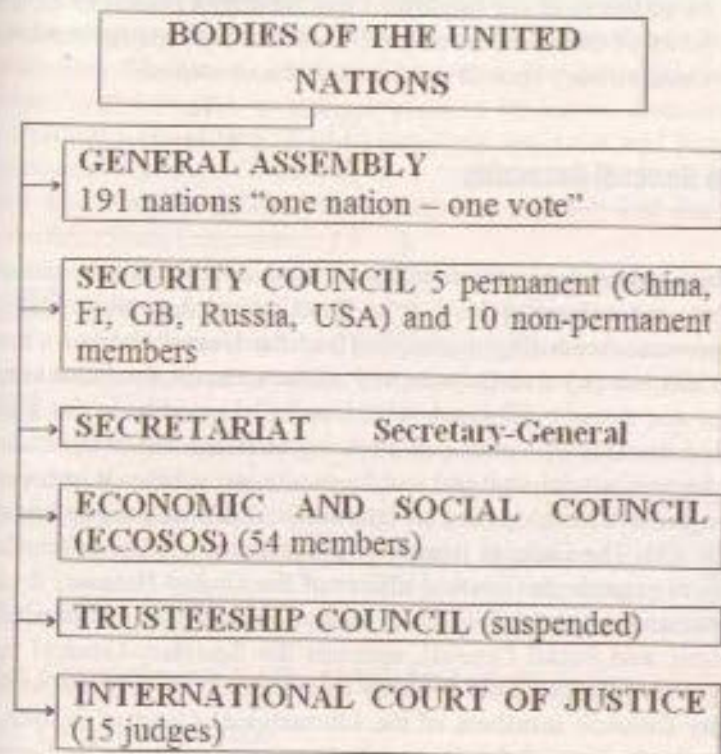 BODIES OF THE UNITED
NATIONS
GENERAL ASSEMBLY
191 nations “one nation – one vote”
SECURITY COUNCIL 5 permanent (China,
Fr, GB, Russia, USA) and 10 non-permanent
members
SECRETARIAT Secretary-General
ECONOMIC AND SOCIAL COUNCIL
(ECOSOS) (54 members)
TRUSTEESHIP COUNCIL (suspended)
INTERNATIONAL COURT OF JUSTICE
(15 judges)